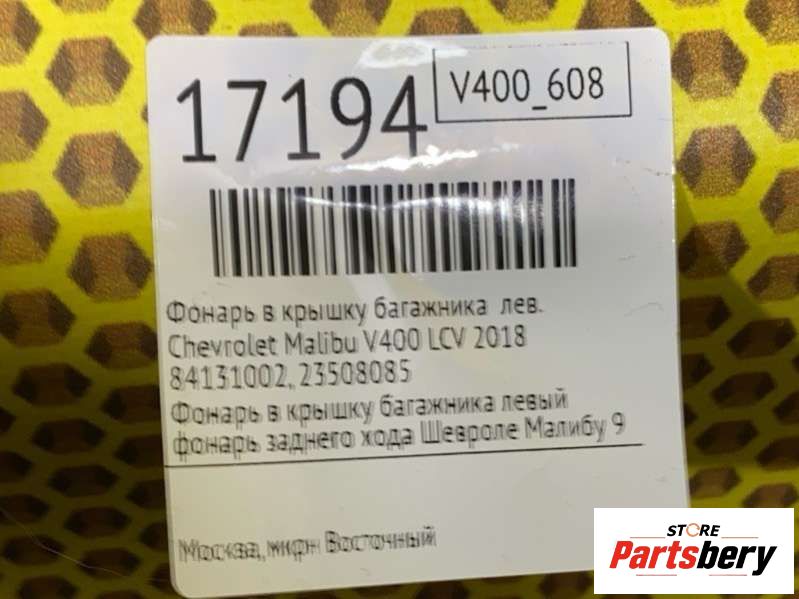 17194
V400_608
Фонарь в крышку багажника лев.
Chevrolet Malibu V400 LCV 2018
84131002, 23508085
Фонарь в крышку багажника левый
фонарь заднего хода Шевроле Малибу 9
Москва, мкрн Восточный
STORE
Partsbery